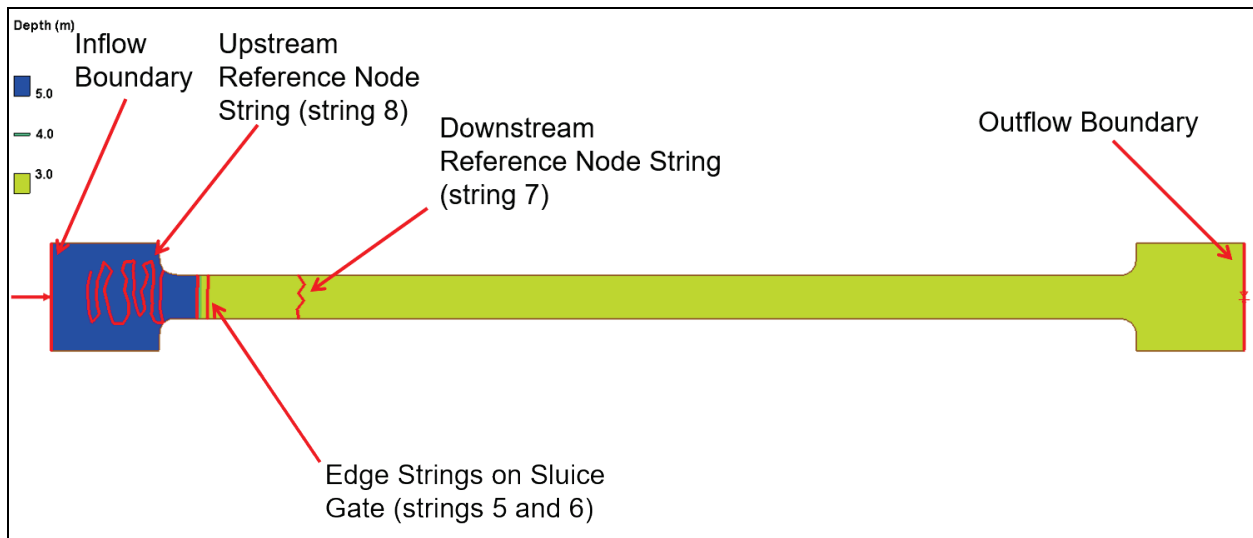 Depth (m)
5.0
4.0
3.0
Inflow
Boundary
Upstream
Reference Node
String (string 8)
Downstream
Reference Node String
(string 7)
Outflow Boundary
Edge Strings on Sluice
Gate (strings 5 and 6)